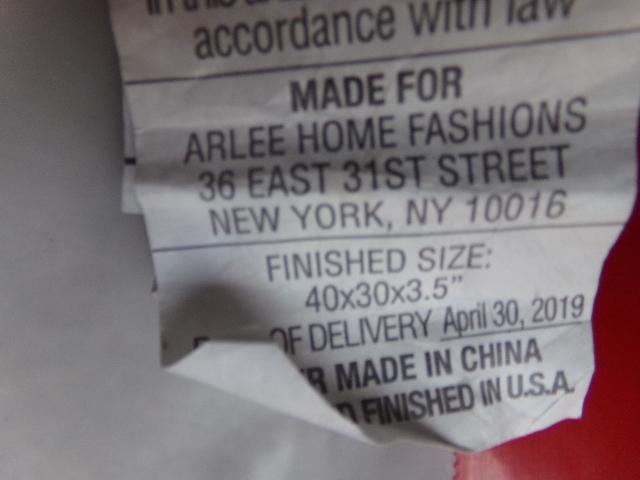 accordance with law
MADE FOR
ARLEE HOME FASHIONS
36 EAST 31ST STREET
NEW YORK, NY 10016
FINISHED SIZE:
40x30x3.5"
OF DELIVERY April 30, 2019
MADE IN CHINA
FINISHED IN U.S.A.